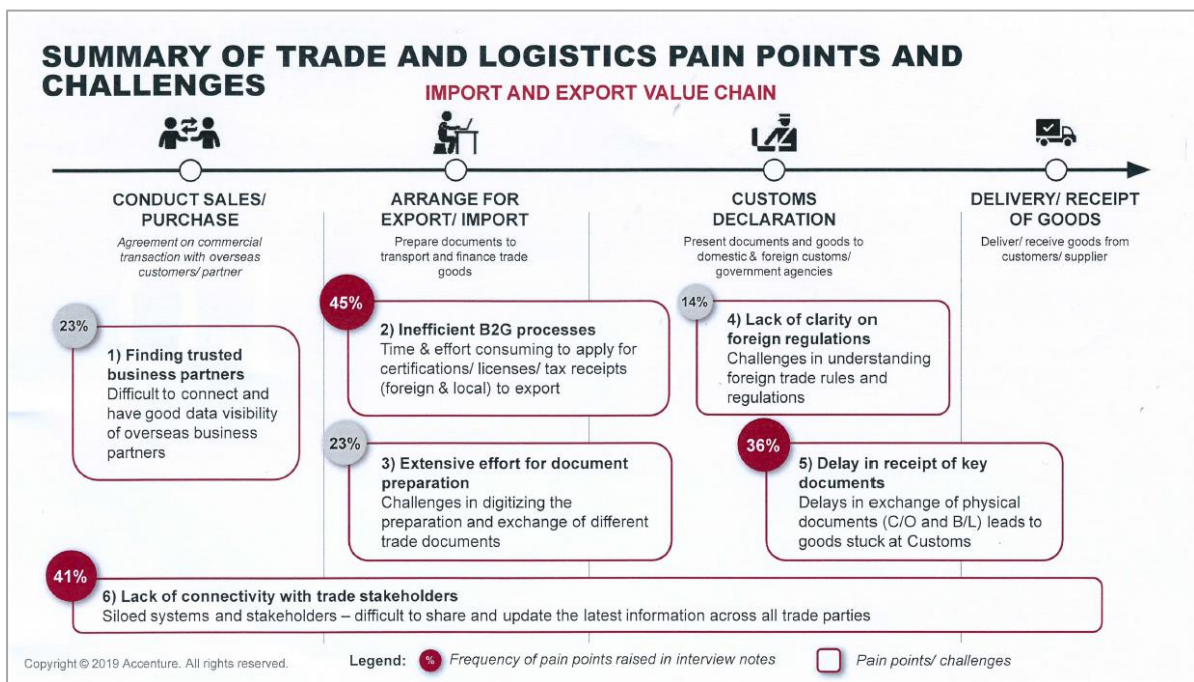 SUMMARY OF TRADE AND LOGISTICS PAIN POINTS AND
CHALLENGES
IMPORT AND EXPORT VALUE CHAIN
CONDUCT SALES/
PURCHASE
Agreement on commercial
transaction with overseas
customers/ partner
ARRANGE FOR
EXPORT/ IMPORT
Prepare documents to
transport and finance trade
goods
CUSTOMS
DECLARATION
Present documents and goods to
domestic & foreign customs/
government agencies
DELIVERY/ RECEIPT
OF GOODS
Deliver/ receive goods from
customers/ supplier
23%
1) Finding trusted
business partners
Difficult to connect and
have good data visibility
of overseas business
partners
45%
2) Inefficient B2G processes
Time & effort consuming to apply for
certifications/ licenses/ tax receipts
(foreign & local) to export
23%
3) Extensive effort for document
preparation
Challenges in digitizing the
preparation and exchange of different
trade documents
14%
4) Lack of clarity on
foreign regulations
Challenges in understanding
foreign trade rules and
regulations
36%
5) Delay in receipt of key
documents
Delays in exchange of physical
documents (C/O and B/L) leads to
goods stuck at Customs
41%
6) Lack of connectivity with trade stakeholders
Siloed systems and stakeholders – difficult to share and update the latest information across all trade parties
Copyright © 2019 Accenture. All rights reserved.
Legend:
%
Frequency of pain points raised in interview notes
Pain points/ challenges